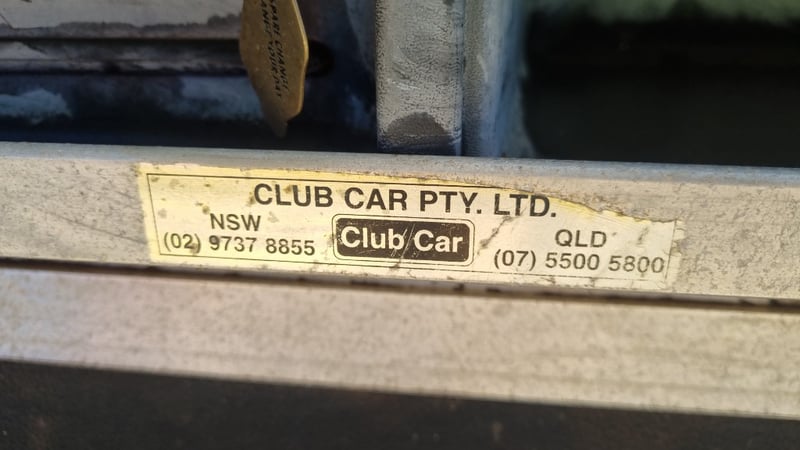 CLUB CAR PTY. LTD.
NSW
(02) 9737 8855
Club Car
QLD
(07) 5500 5800